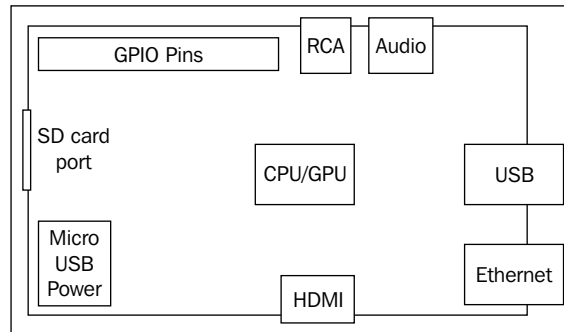 GPIO Pins
RCA
Audio
SD card
port
CPU/GPU
USB
Micro
USB
Power
HDMI
Ethernet